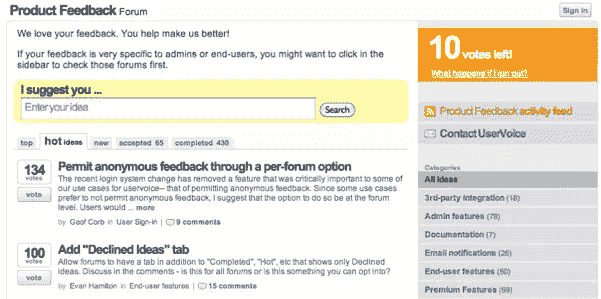 Product Feedback Forum
Sign in
We love your feedback. You help make us better!
If your feedback is very specific to admins or end-users, you might want to click in the
sidebar to check those forums first.
I suggest you ...
Enter your idea
Search
top hot ideas new accepted 65 completed 430
134
votes
vote
Permit anonymous feedback through a per-forum option
The recent login system change has removed a feature that was critically important to some of
our use cases for uservoice-- that of permitting anonymous feedback. Since some use cases
prefer to not permit anonymous feedback, I suggest that the option to do so be at the forum
level. Users would ... more
by Geof Corb in User Sign-in | 9 comments
100
votes
vote
Add "Declined Ideas" tab
Allow forums to have a tab in addition to "Completed", "Hot", etc that shows only Declined
Ideas. Discuss in the comments - is this for all forums or is this something you can opt into?
by Evan Hamilton in End-user features | 15 comments
10 votes left!
What happens if I run out?
Product Feedback activity feed
Contact UserVoice
Categories
All ideas
3rd-party integration (18)
Admin features (78)
Documentation (7)
Email notifications (26)
End-user features (50)
Premium Features (69)